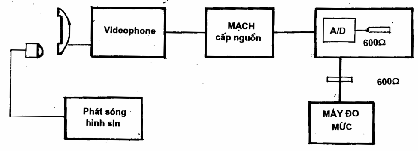 Videophone
MẠCH
cấp nguồn
A/D
600Ω
600Ω
Phát sóng
hình sin
MÁY ĐO
MỨC